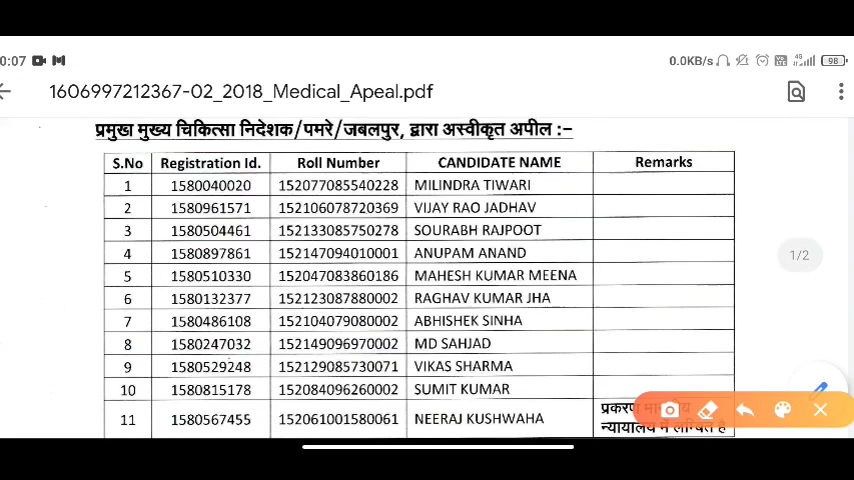 0:07 0.0KB/s 4G 98
1606997212367-02_2018_Medical_Apeal.pdf
प्रमुख मुख्य चिकित्सा निदेशक/पमरे/जबलपुर, द्वारा अस्वीकृत अपील :–
S.No Registration Id. Roll Number CANDIDATE NAME Remarks
1 1580040020 152077085540228 MILINDRA TIWARI
2 1580961571 152106078720369 VIJAY RAO JADHAV
3 1580504461 152133085750278 SOURABH RAJPOOT
4 1580897861 152147094010001 ANUPAM ANAND
5 1580510330 152047083860186 MAHESH KUMAR MEENA
6 1580132377 152123087880002 RAGHAV KUMAR JHA
7 1580486108 152104079080002 ABHISHEK SINHA
8 1580247032 152149096970002 MD SAHJAD
9 1580529248 152129085730071 VIKAS SHARMA
10 1580815178 152084096260002 SUMIT KUMAR
11 1580567455 152061001580061 NEERAJ KUSHWAHA प्रकरण
न्यायालय में लम्बित है
1/2